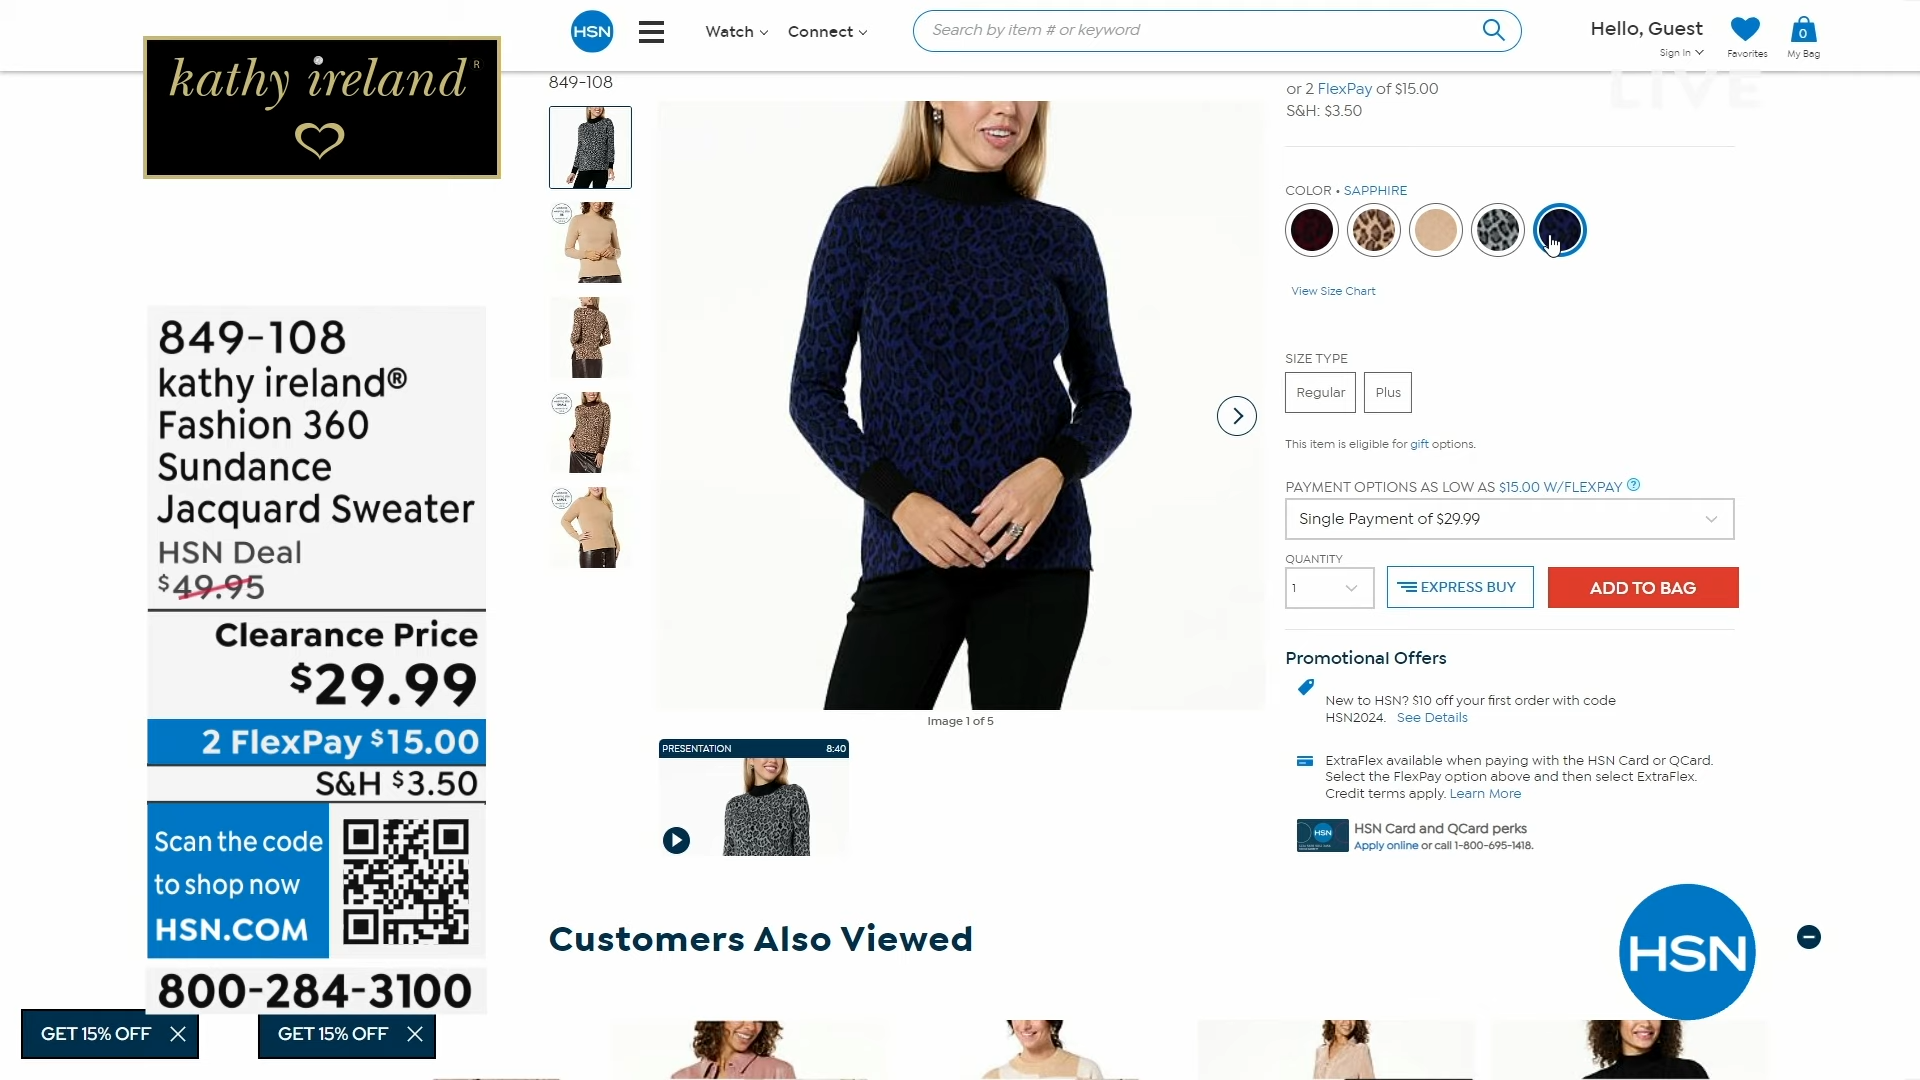 HSN
Watch
Connect
Search by item # or keyword
Hello, Guest
Sign In
Favorites
0
My Bag
kathy ireland®
849-108
or 2 FlexPay of $15.00
S&H: $3.50
LIVE
COLOR • SAPPHIRE
View Size Chart
SIZE TYPE
Regular
Plus
This item is eligible for gift options.
PAYMENT OPTIONS AS LOW AS $15.00 W/FLEXPAY ?
Single Payment of $29.99
QUANTITY
1
EXPRESS BUY
ADD TO BAG
Promotional Offers
New to HSN? $10 off your first order with code
HSN2024. See Details
ExtraFlex available when paying with the HSN Card or QCard.
Select the FlexPay option above and then select ExtraFlex.
Credit terms apply. Learn More
HSN
HSN Card and QCard perks
Apply online or call 1-800-695-1418.
Image 1 of 5
PRESENTATION 8:40
849-108
kathy ireland®
Fashion 360
Sundance
Jacquard Sweater
HSN Deal
$49.95
Clearance Price
$29.99
2 FlexPay $15.00
S&H $3.50
Scan the code
to shop now
HSN.COM
800-284-3100
Customers Also Viewed
HSN
GET 15% OFF
GET 15% OFF